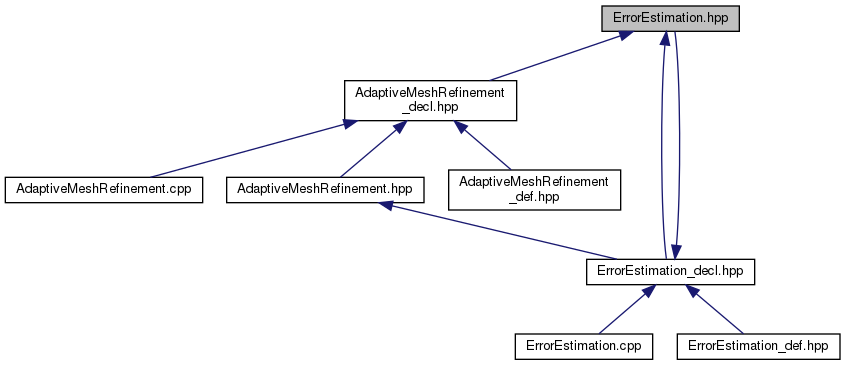 ErrorEstimation.hpp
AdaptiveMeshRefinement
_decl.hpp
AdaptiveMeshRefinement.cpp
AdaptiveMeshRefinement.hpp
AdaptiveMeshRefinement
_def.hpp
ErrorEstimation_decl.hpp
ErrorEstimation.cpp
ErrorEstimation_def.hpp